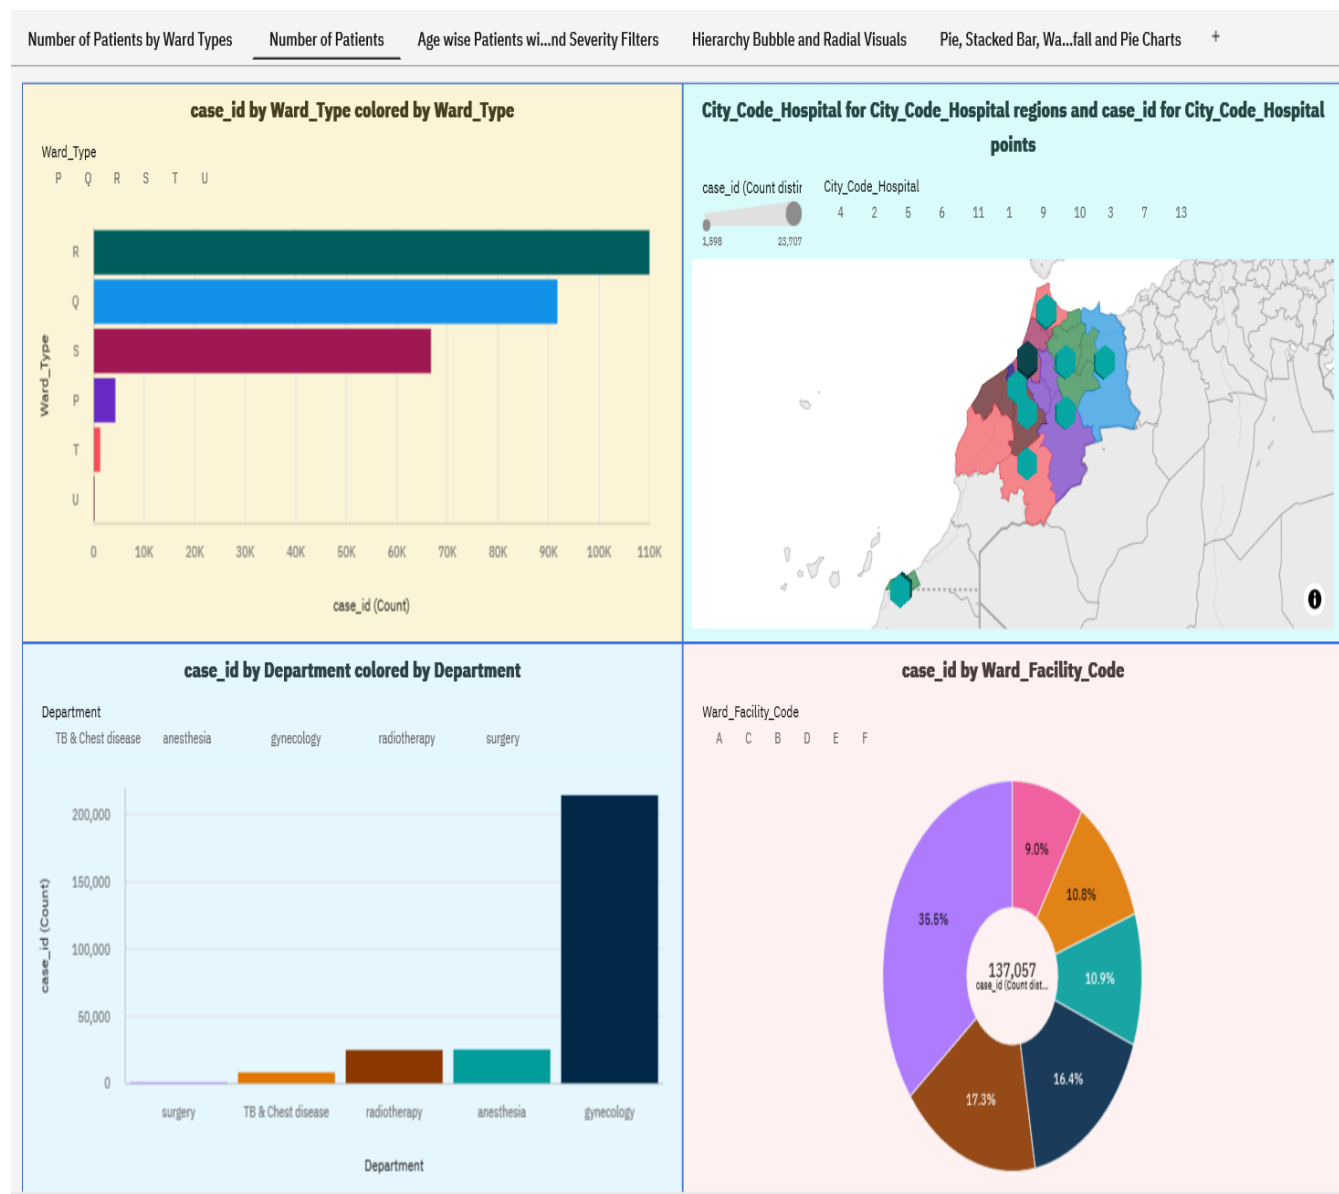 Number of Patients by Ward Types
Number of Patients
Age wise Patients wi...nd Severity Filters
Hierarchy Bubble and Radial Visuals
Pie, Stacked Bar, Wa...fall and Pie Charts
+
case_id by Ward_Type colored by Ward_Type
Ward_Type
P Q R S T U
R
Q
S
P
T
U
Ward_Type
0 10K 20K 30K 40K 50K 60K 70K 80K 90K 100K 110K
case_id (Count)
City_Code_Hospital for City_Code_Hospital regions and case_id for City_Code_Hospital
points
case_id (Count distir
1,598 23,707
City_Code_Hospital
4 2 5 6 11 1 9 10 3 7 13
case_id by Department colored by Department
Department
TB & Chest disease anesthesia gynecology radiotherapy surgery
200,000
150,000
100,000
50,000
0
case_id (Count)
surgery TB & Chest disease radiotherapy anesthesia gynecology
Department
case_id by Ward_Facility_Code
Ward_Facility_Code
A C B D E F
9.0%
10.8%
35.5%
10.9%
137,057
case_id (Count dist...
16.4%
17.3%